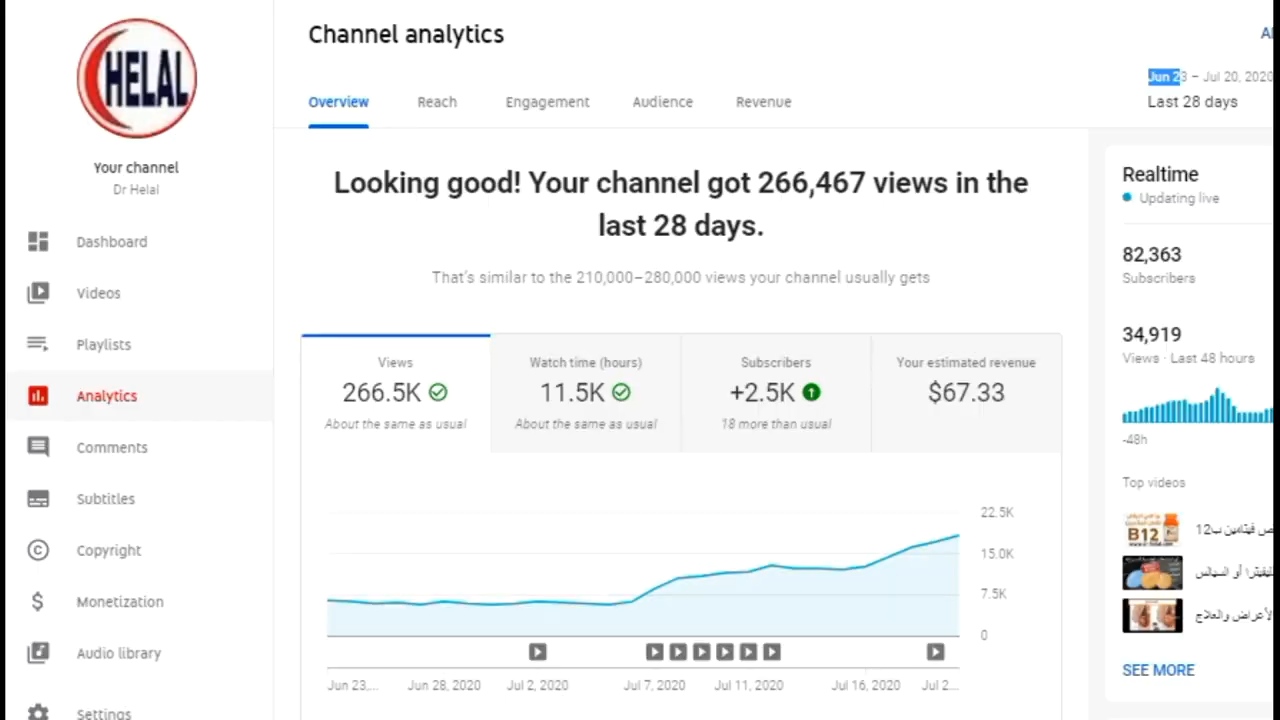 HELAL
Your channel
Dr Helal
Dashboard
Videos
Playlists
Analytics
Comments
Subtitles
Copyright
Monetization
Audio library
Settings
Channel analytics
Overview
Reach
Engagement
Audience
Revenue
Jun 23 – Jul 20, 2020
Last 28 days
Looking good! Your channel got 266,467 views in the
last 28 days.
That's similar to the 210,000–280,000 views your channel usually gets
Views
266.5K
About the same as usual
Watch time (hours)
11.5K
About the same as usual
Subscribers
+2.5K
18 more than usual
Your estimated revenue
$67.33
22.5K
15.0K
7.5K
0
Jun 23,...
Jun 28, 2020
Jul 2, 2020
Jul 7, 2020
Jul 11, 2020
Jul 16, 2020
Jul 2...
Realtime
Updating live
82,363
Subscribers
34,919
Views · Last 48 hours
-48h
Top videos
B12
فيتامين ب12
أو السيالس
الأعراض والعلاج
SEE MORE